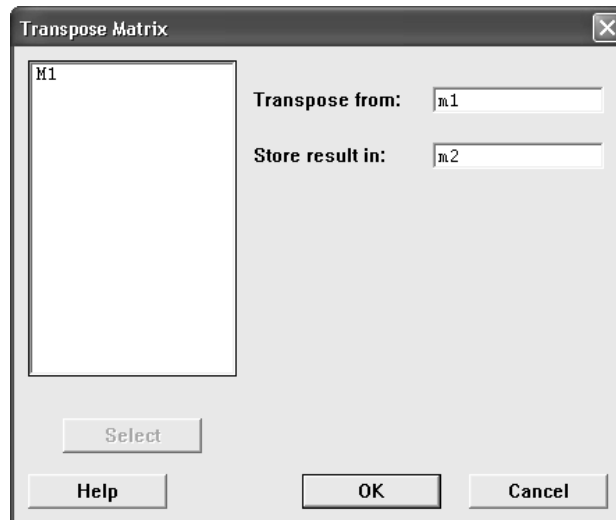 Transpose Matrix
M1
Transpose from: m1
Store result in: m2
Select
Help OK Cancel